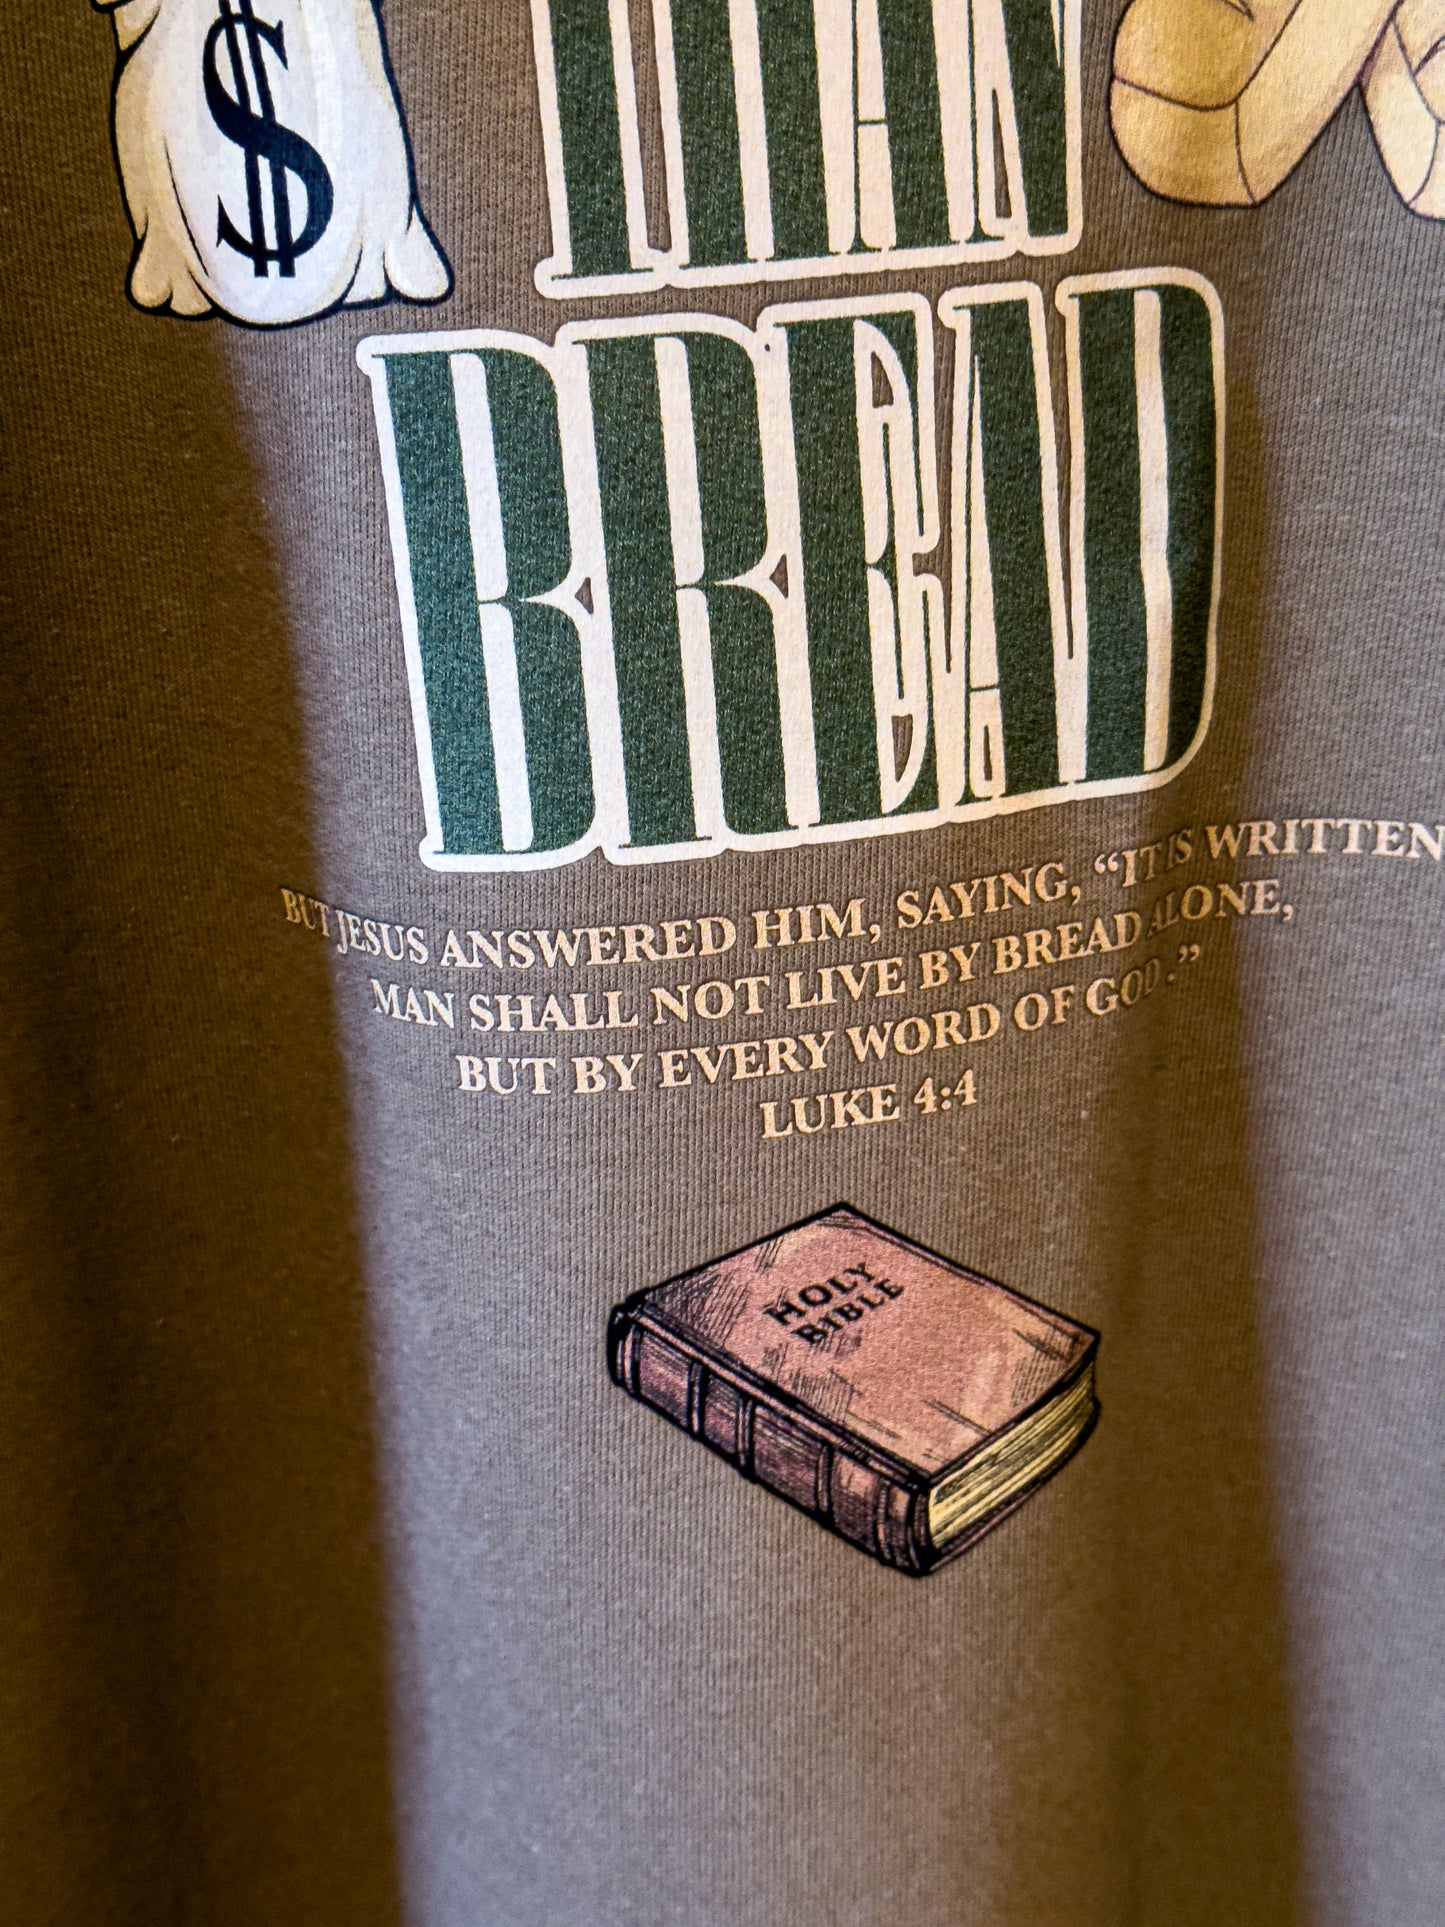 $
THAN
BREAD
BUT JESUS ANSWERED HIM, SAYING, “IT IS WRITTEN
MAN SHALL NOT LIVE BY BREAD ALONE,
BUT BY EVERY WORD OF GOD.”
LUKE 4:4
HOLY
BIBLE